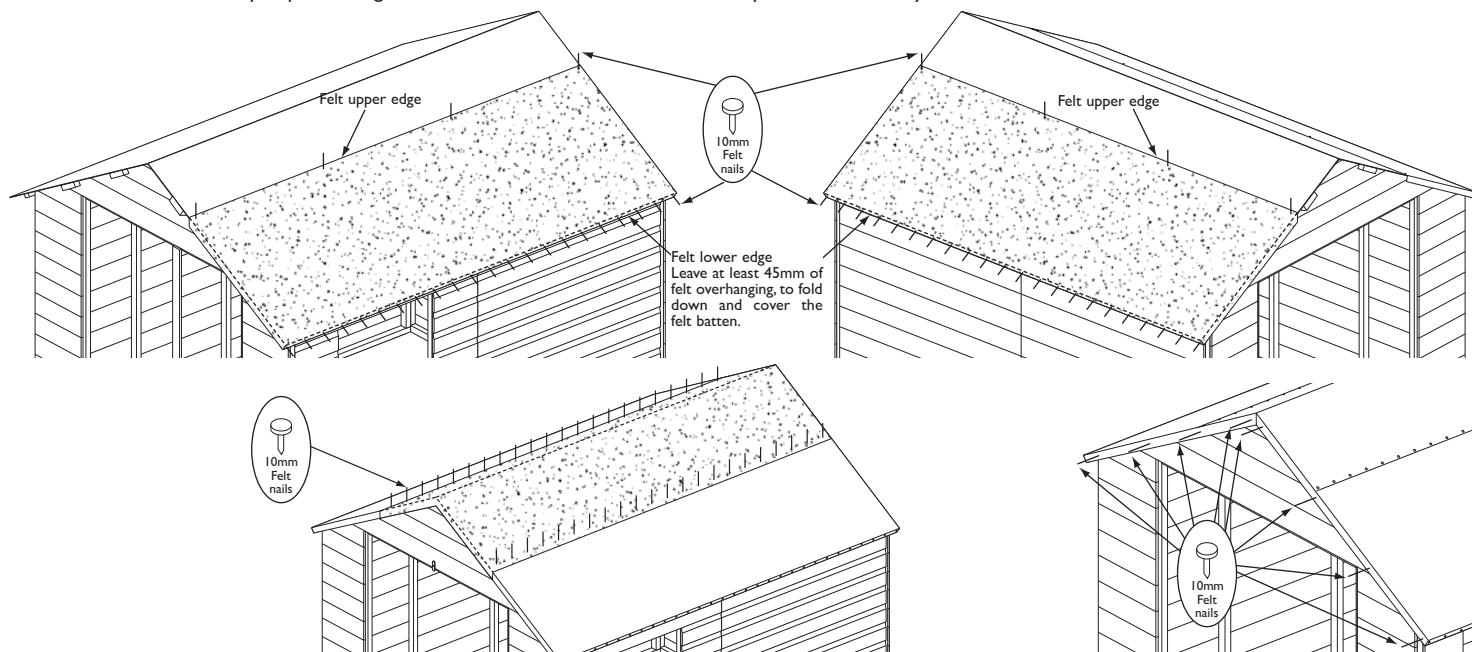 Felt upper edge
10mm
Felt
nails
Felt upper edge
Felt lower edge
Leave at least 45mm of
felt overhanging, to fold
down and cover the
felt batten.
10mm
Felt
nails
10mm
Felt
nails